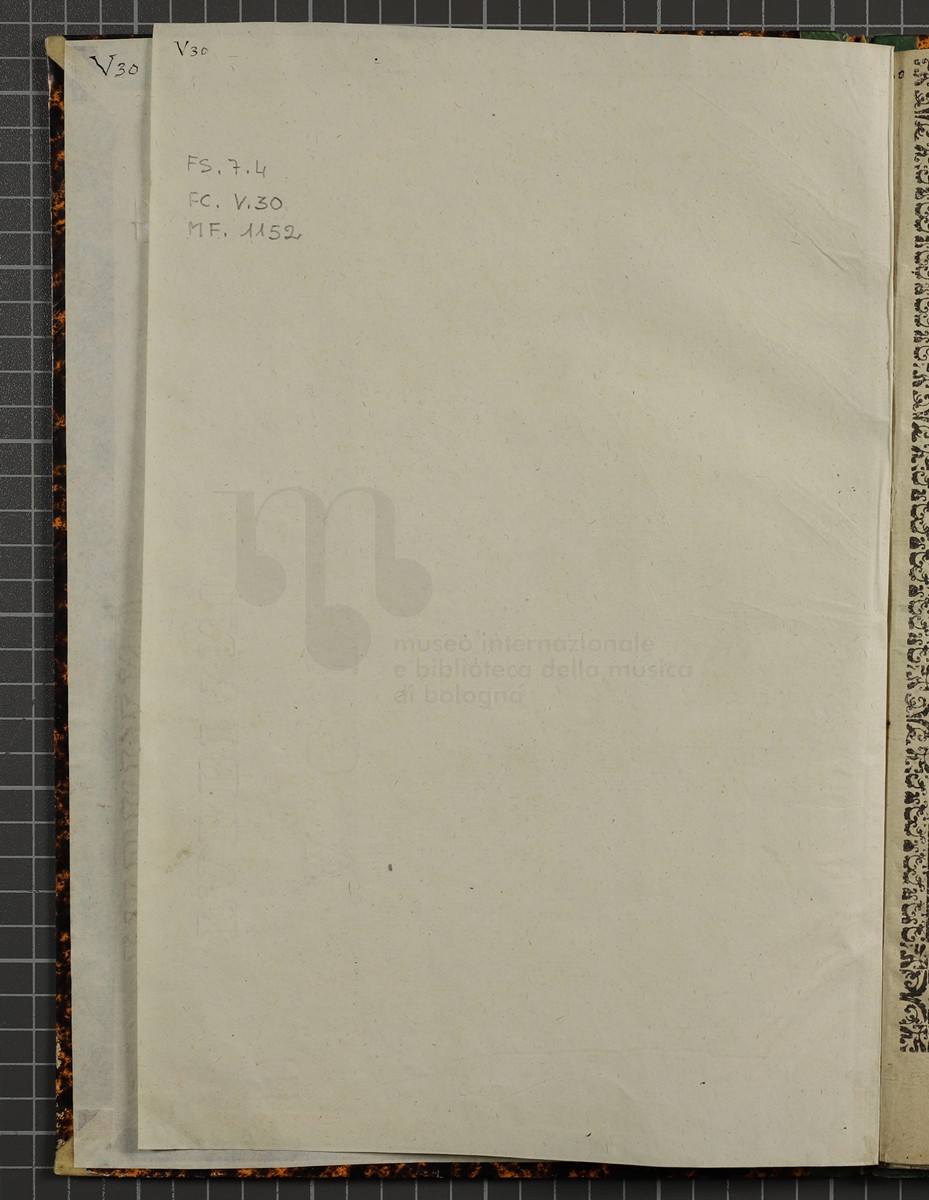 V30
V30
FS. 7.4
FC. V.30
MF. 1152
museo internazionale
e biblioteca della musica
di bologna